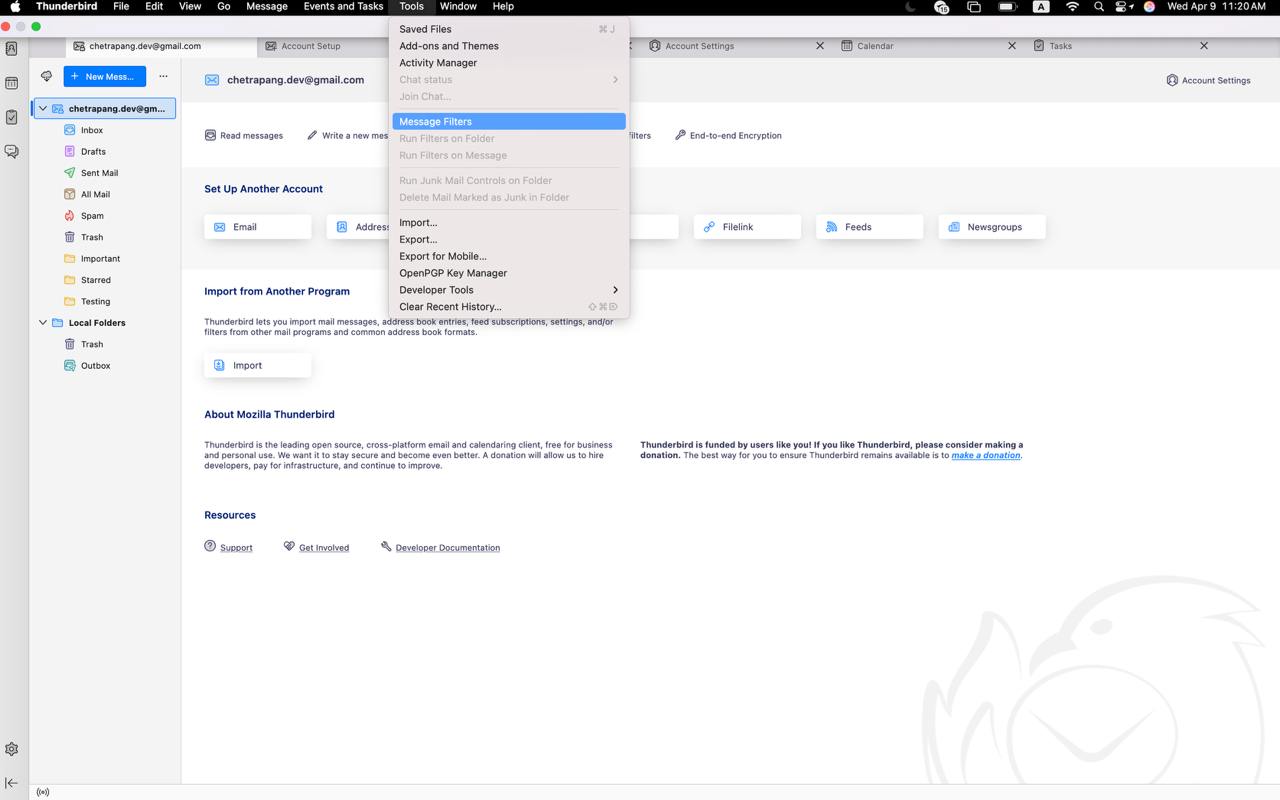 Thunderbird File Edit View Go Message Events and Tasks Tools Window Help 15 A Wed Apr 9 11:20 AM
chetrapang.dev@gmail.com Account Setup Account Settings Calendar Tasks
New Mess... chetrapang.dev@gmail.com Account Settings
chetrapang.dev@gm...
Inbox
Drafts
Sent Mail
All Mail
Spam
Trash
Important
Starred
Testing
Local Folders
Trash
Outbox
Saved Files ⌘ J
Add-ons and Themes
Activity Manager
Chat status
Join Chat...
Message Filters
Run Filters on Folder
Run Filters on Message
Run Junk Mail Controls on Folder
Delete Mail Marked as Junk in Folder
Import...
Export...
Export for Mobile...
OpenPGP Key Manager
Developer Tools
Clear Recent History... ⇧⌘⌦
Read messages Write a new mes End-to-end Encryption
Set Up Another Account
Email Addres Filelink Feeds Newsgroups
Import from Another Program
Thunderbird lets you import mail messages, address book entries, feed subscriptions, settings, and/or
filters from other mail programs and common address book formats.
Import
About Mozilla Thunderbird
Thunderbird is the leading open source, cross-platform email and calendaring client, free for business
and personal use. We want it to stay secure and become even better. A donation will allow us to hire
developers, pay for infrastructure, and continue to improve.
Thunderbird is funded by users like you! If you like Thunderbird, please consider making a
donation. The best way for you to ensure Thunderbird remains available is to make a donation.
Resources
Support Get Involved Developer Documentation